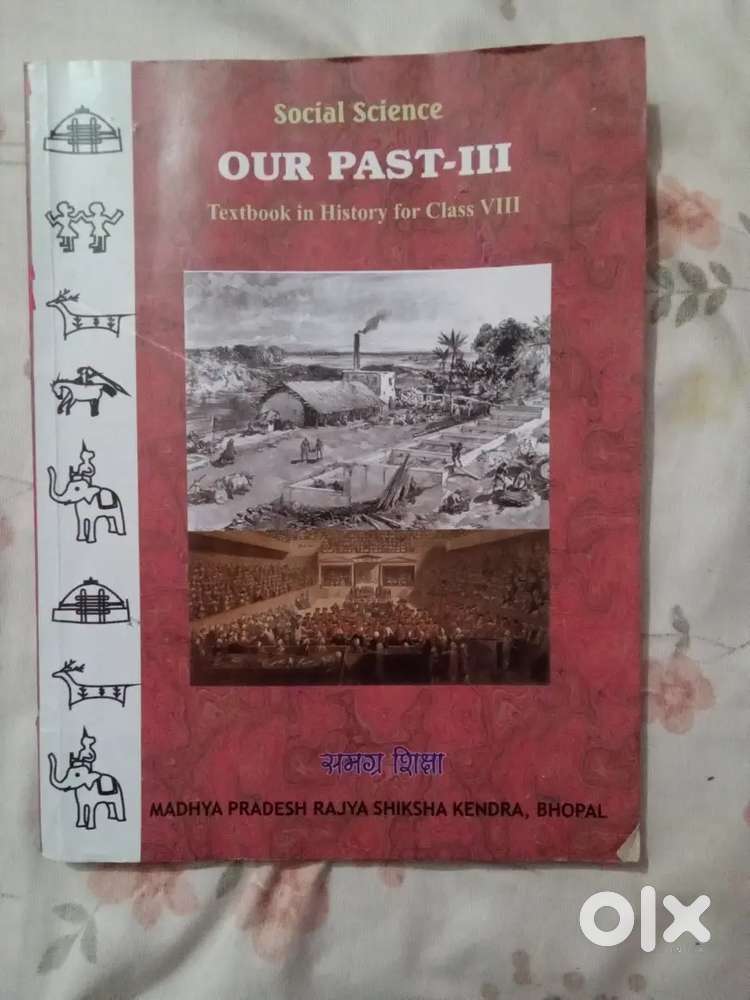 Social Science
OUR PAST-III
Textbook in History for Class VIII
समग्र शिक्षा
MADHYA PRADESH RAJYA SHIKSHA KENDRA, BHOPAL
olx